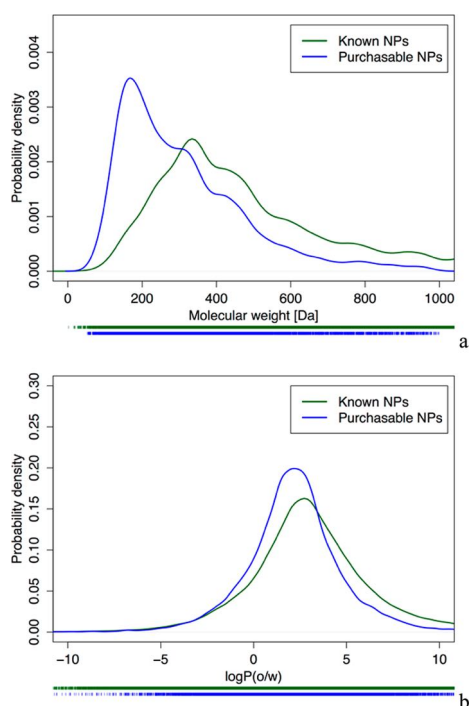 0.004
0.003
0.002
0.001
0.000
Probability density
Known NPs
Purchasable NPs
0 200 400 600 800 1000
Molecular weight [Da]
a
0.30
0.25
0.20
0.15
0.10
0.05
0.00
Probability density
Known NPs
Purchasable NPs
-10 -5 0 5 10
logP(o/w)
b